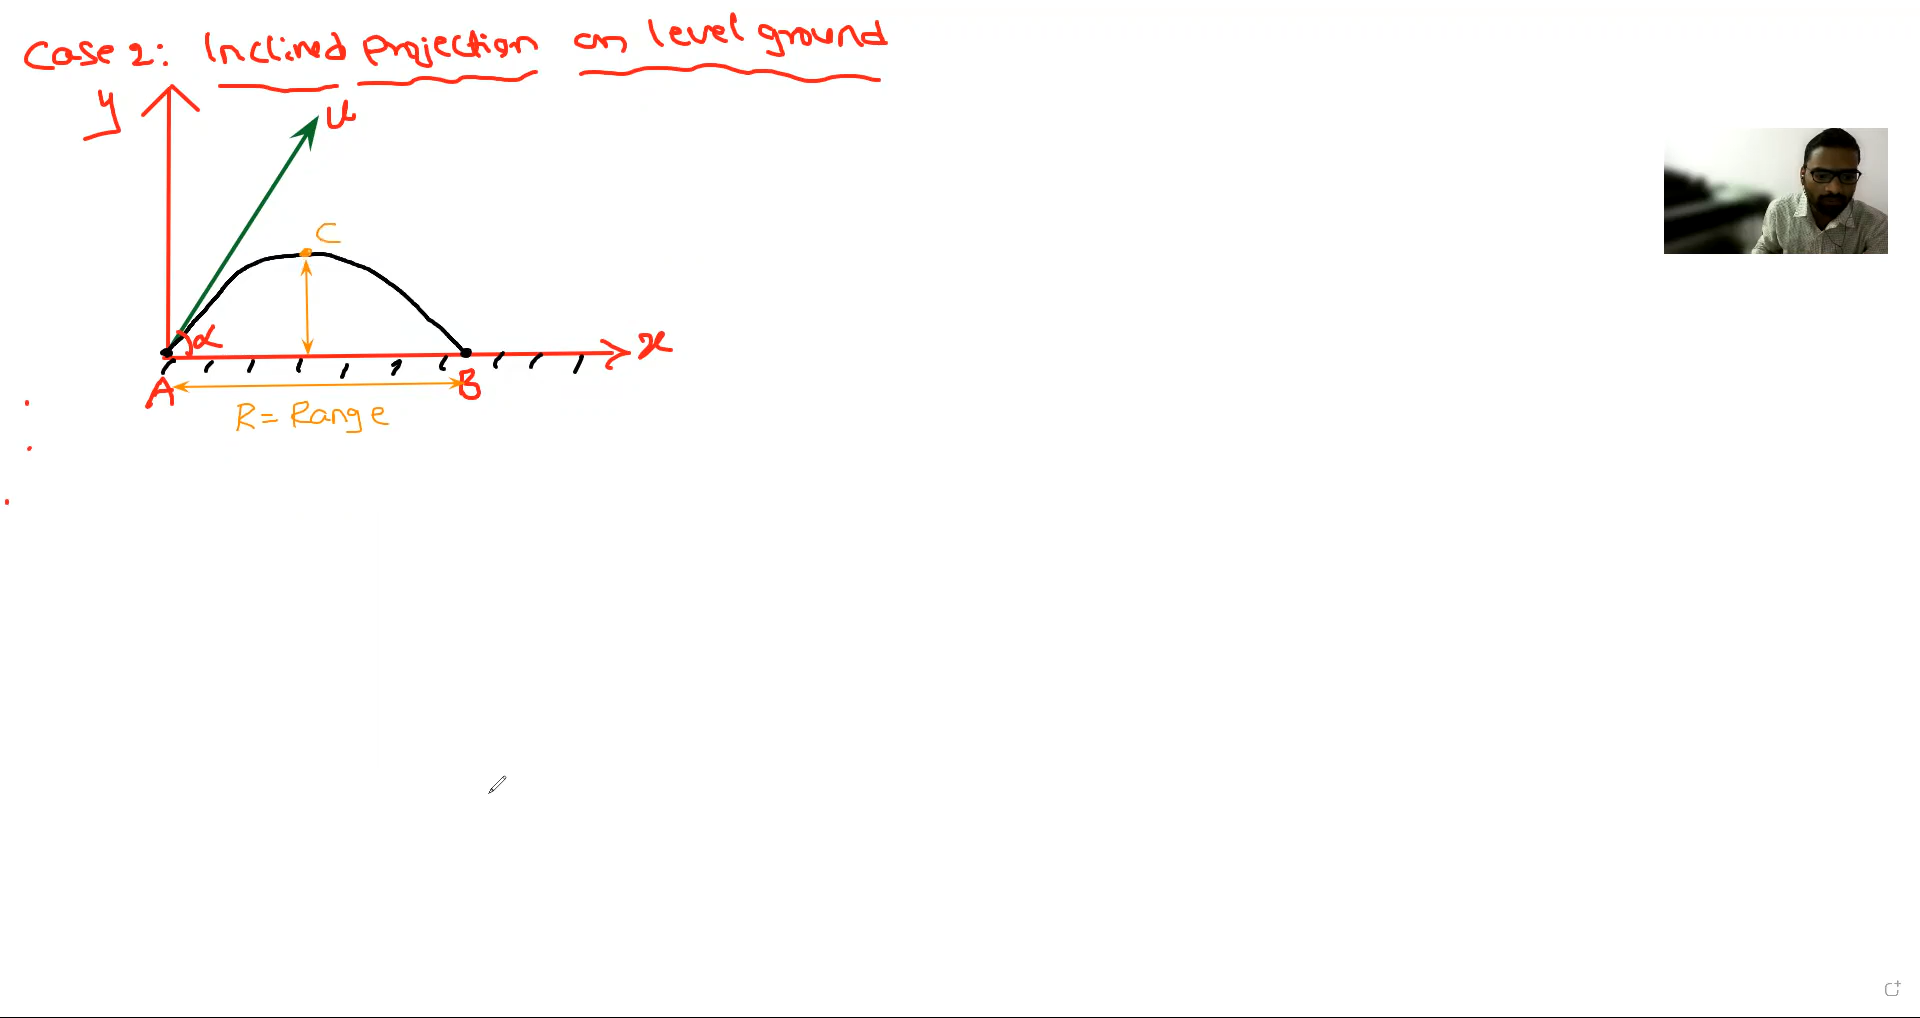 Case 2: Inclined projection on level ground
y
u
C
α
x
A
B
R = Range